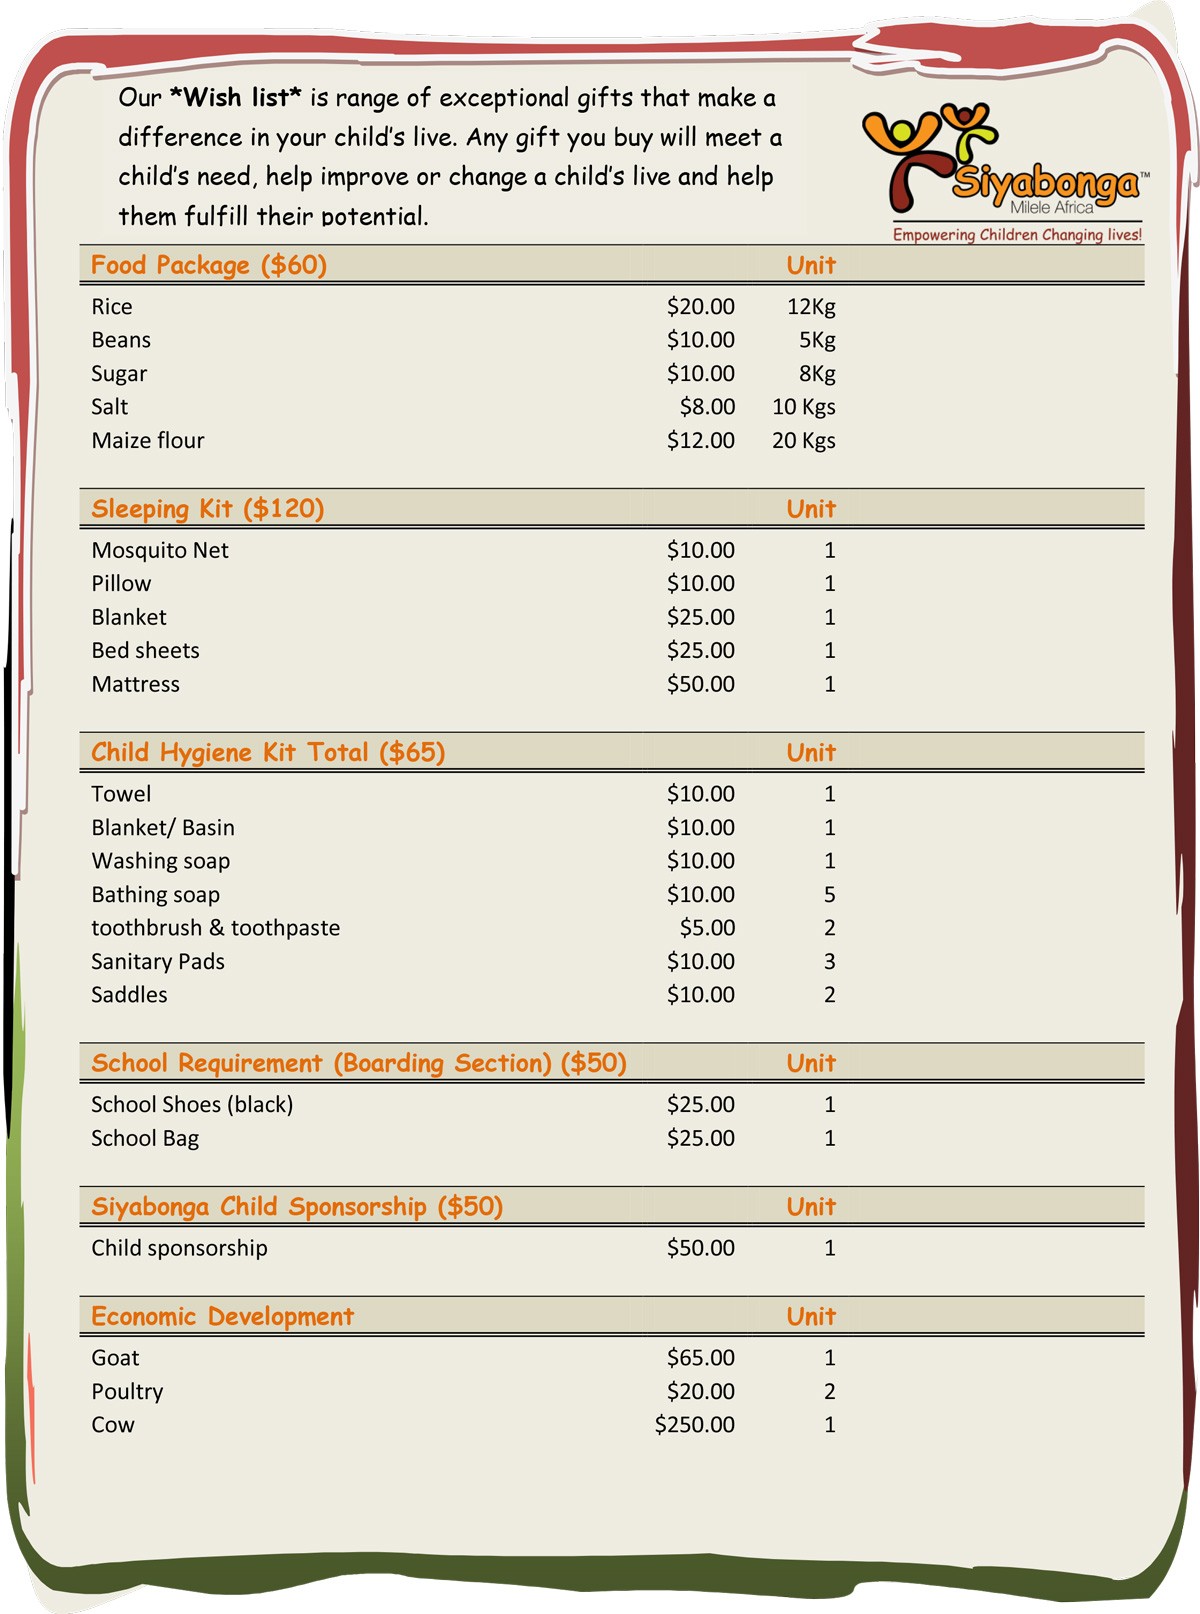 Our *Wish list* is range of exceptional gifts that make a
difference in your child's live. Any gift you buy will meet a
child's need, help improve or change a child's live and help
them fulfill their potential.
Siyabonga™
Milele Africa
Empowering Children Changing lives!
Food Package ($60) Unit
Rice $20.00 12Kg
Beans $10.00 5Kg
Sugar $10.00 8Kg
Salt $8.00 10 Kgs
Maize flour $12.00 20 Kgs
Sleeping Kit ($120) Unit
Mosquito Net $10.00 1
Pillow $10.00 1
Blanket $25.00 1
Bed sheets $25.00 1
Mattress $50.00 1
Child Hygiene Kit Total ($65) Unit
Towel $10.00 1
Blanket/ Basin $10.00 1
Washing soap $10.00 1
Bathing soap $10.00 5
toothbrush & toothpaste $5.00 2
Sanitary Pads $10.00 3
Saddles $10.00 2
School Requirement (Boarding Section) ($50) Unit
School Shoes (black) $25.00 1
School Bag $25.00 1
Siyabonga Child Sponsorship ($50) Unit
Child sponsorship $50.00 1
Economic Development Unit
Goat $65.00 1
Poultry $20.00 2
Cow $250.00 1